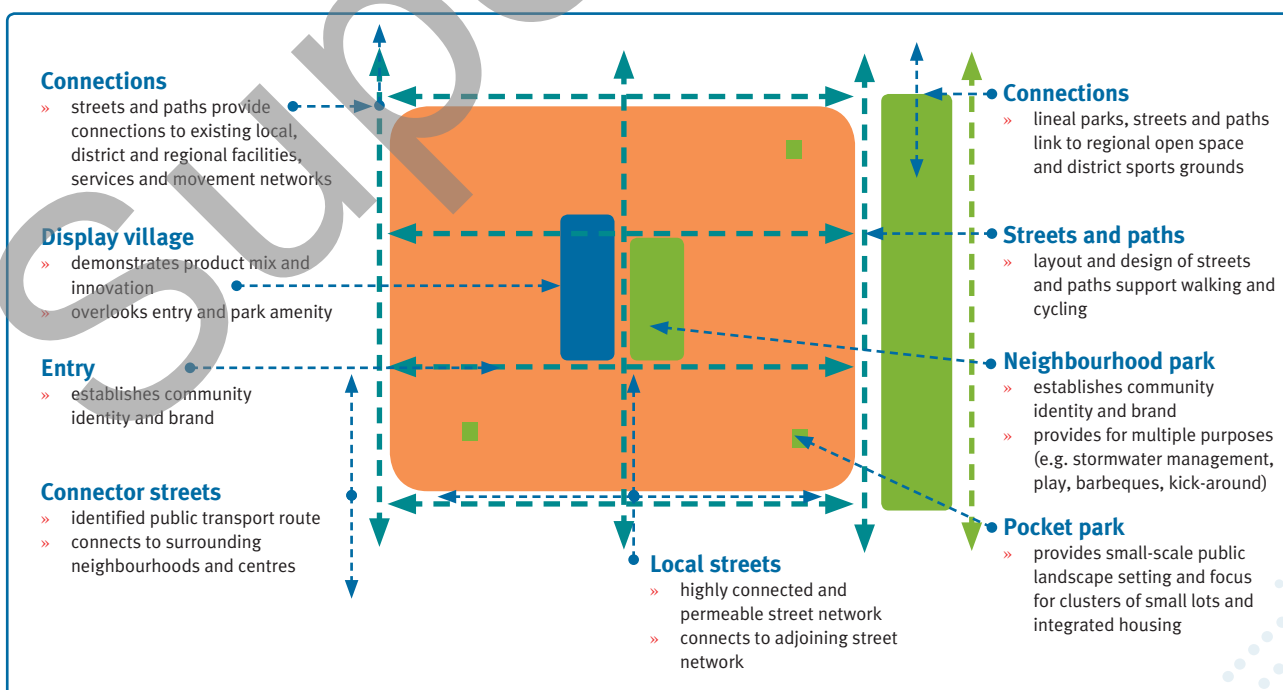 Connections
» streets and paths provide
connections to existing local,
district and regional facilities,
services and movement networks
Display village
» demonstrates product mix and
innovation
» overlooks entry and park amenity
Entry
» establishes community
identity and brand
Connector streets
» identified public transport route
» connects to surrounding
neighbourhoods and centres
Local streets
» highly connected and
permeable street network
» connects to adjoining street
network
Connections
» lineal parks, streets and paths
link to regional open space
and district sports grounds
Streets and paths
» layout and design of streets
and paths support walking and
cycling
Neighbourhood park
» establishes community
identity and brand
» provides for multiple purposes
(e.g. stormwater management,
play, barbeques, kick-around)
Pocket park
» provides small-scale public
landscape setting and focus
for clusters of small lots and
integrated housing